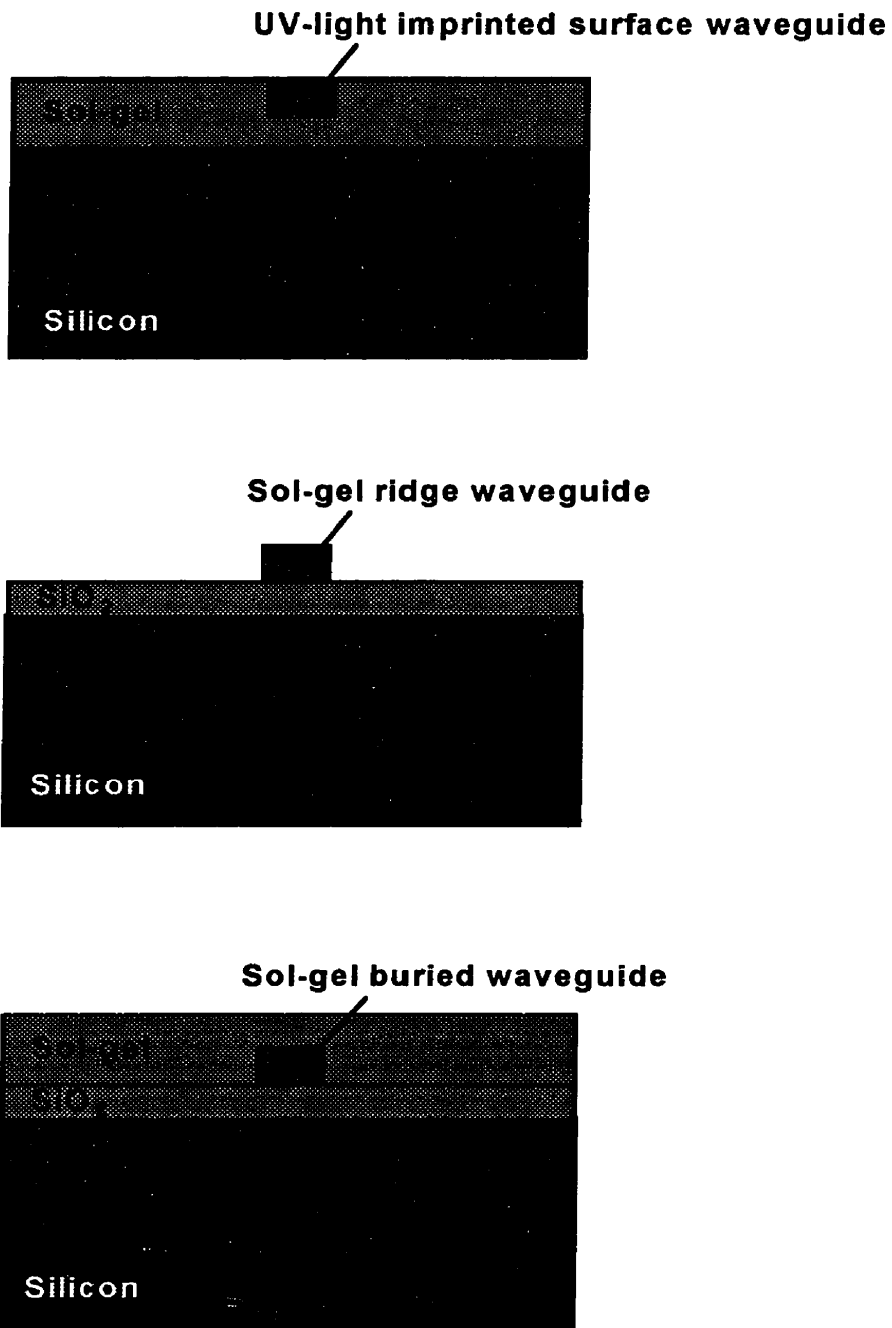 UV-light imprinted surface waveguide
Sol-gel
Silicon
Sol-gel ridge waveguide
SiO2
Silicon
Sol-gel buried waveguide
Sol-gel
SiO2
Silicon